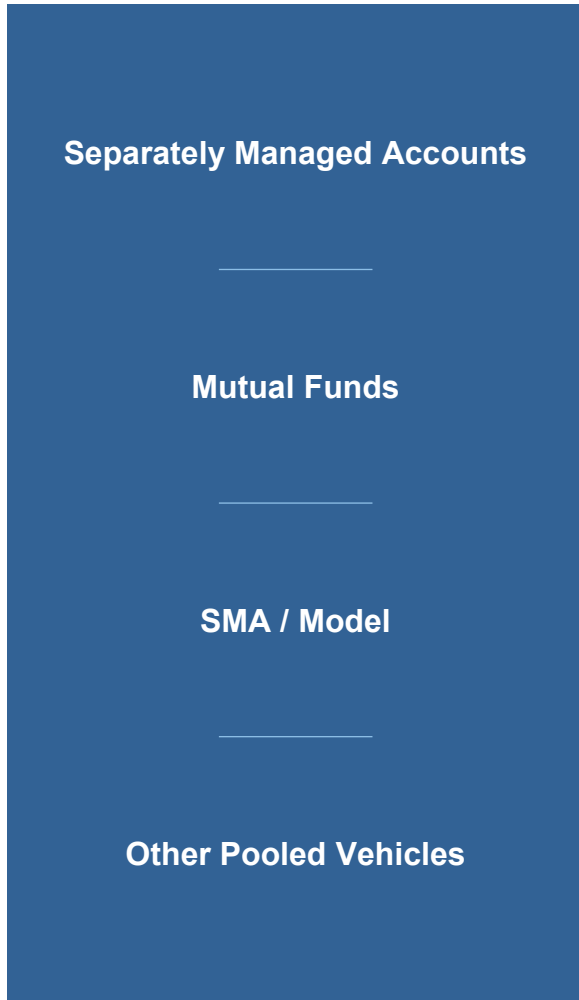 Separately Managed Accounts
Mutual Funds
SMA / Model
Other Pooled Vehicles